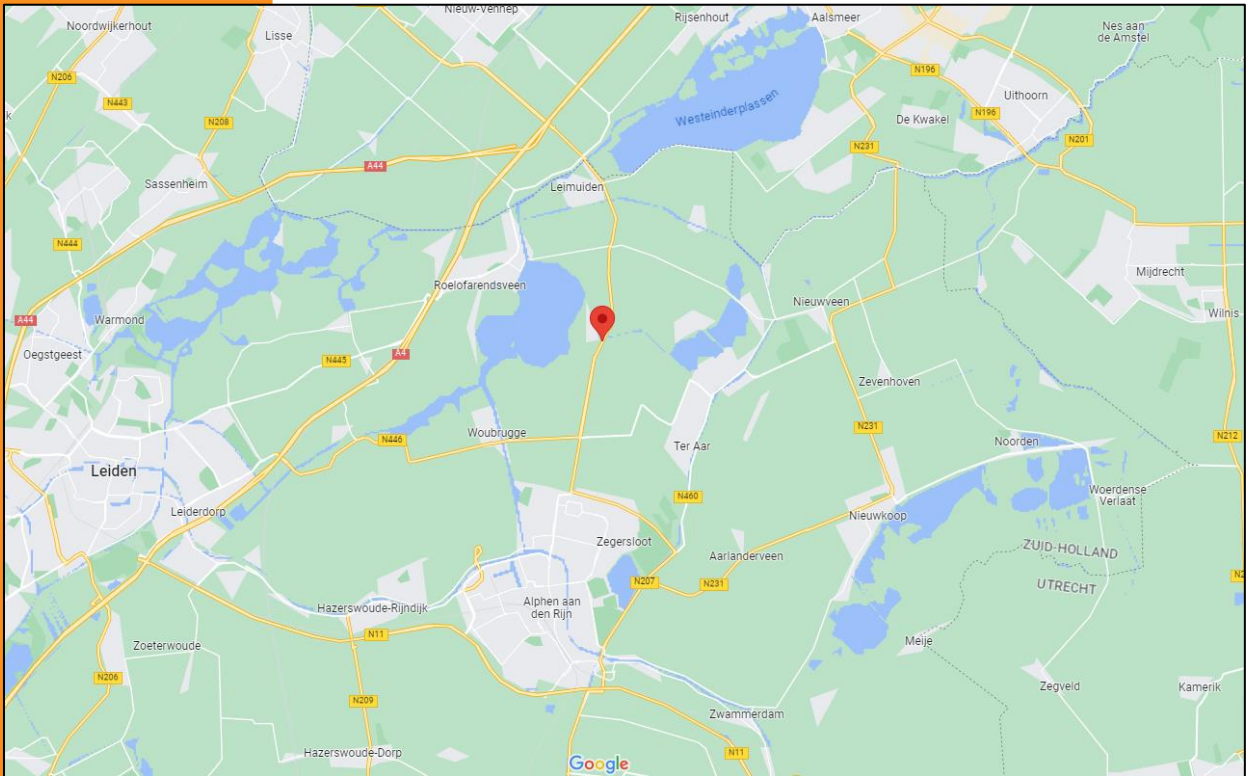 Nieuw-Vennep
Noordwijkerhout
Rijsenhout
Aalsmeer
Nes aan
de Amstel
Lisse
N206
N196
Uithoorn
N443
N196
De Kwakel
N208
Westeinderplassen
N201
N231
A44
Sassenheim
Leimuiden
N444
Mijdrecht
Roelofarendsveen
Nieuwveen
Wilnis
Warmond
A44
Oegstgeest
A4
N445
Zevenhoven
N231
Woubrugge
N446
N212
Noorden
Ter Aar
Leiden
Woerdense
Verlaat
N460
Leiderdorp
Nieuwkoop
Zegersloot
ZUID-HOLLAND
Aarlanderveen
N207
N231
UTRECHT
Alphen aan
den Rijn
Hazerswoude-Rijndijk
N11
Meije
Zoeterwoude
N206
Zegveld
Kamerik
N209
Zwammerdam
Hazerswoude-Dorp
N11
Google